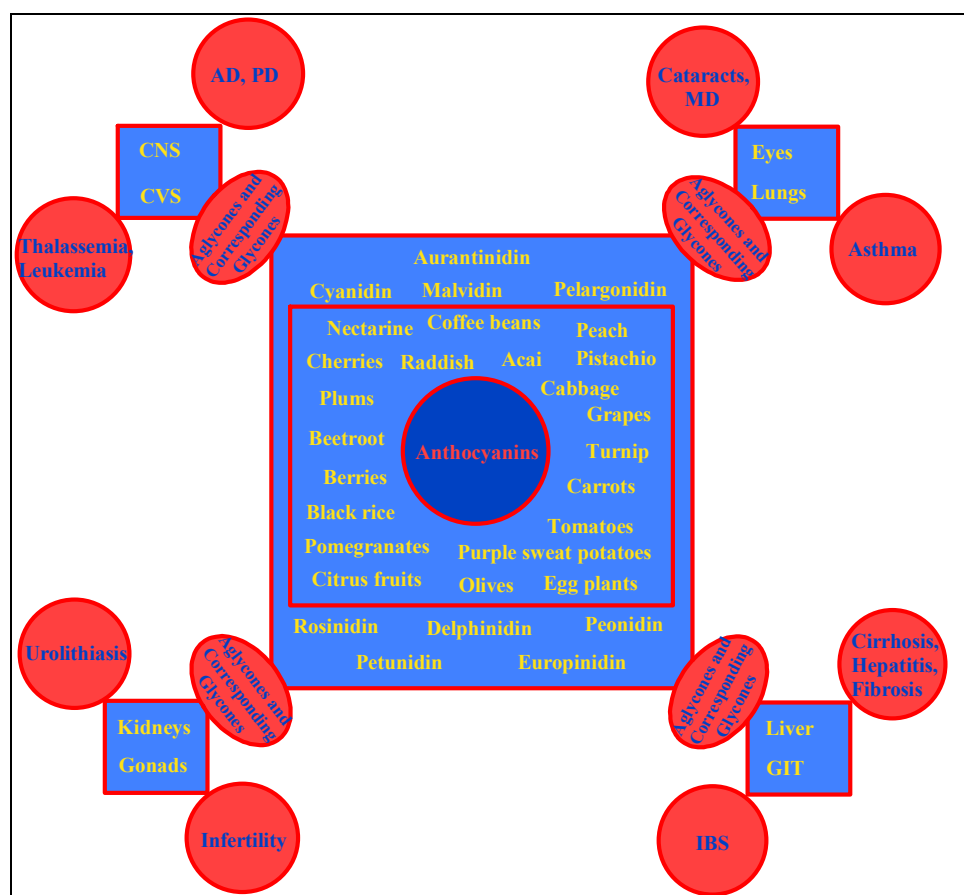 AD, PD
CNS
CVS
Thalassemia,
Leukemia
Aglycones and
Corresponding
Glycones
Cataracts,
MD
Eyes
Lungs
Asthma
Aglycones and
Corresponding
Glycones
Aurantinidin
Cyanidin
Malvidin
Pelargonidin
Nectarine
Coffee beans
Peach
Cherries
Raddish
Acai
Pistachio
Plums
Cabbage
Grapes
Beetroot
Anthocyanins
Turnip
Berries
Carrots
Black rice
Tomatoes
Pomegranates
Purple sweat potatoes
Citrus fruits
Olives
Egg plants
Rosinidin
Delphinidin
Peonidin
Petunidin
Europinidin
Urolithiasis
Aglycones and
Corresponding
Glycones
Kidneys
Gonads
Infertility
Aglycones and
Corresponding
Glycones
Cirrhosis,
Hepatitis,
Fibrosis
Liver
GIT
IBS